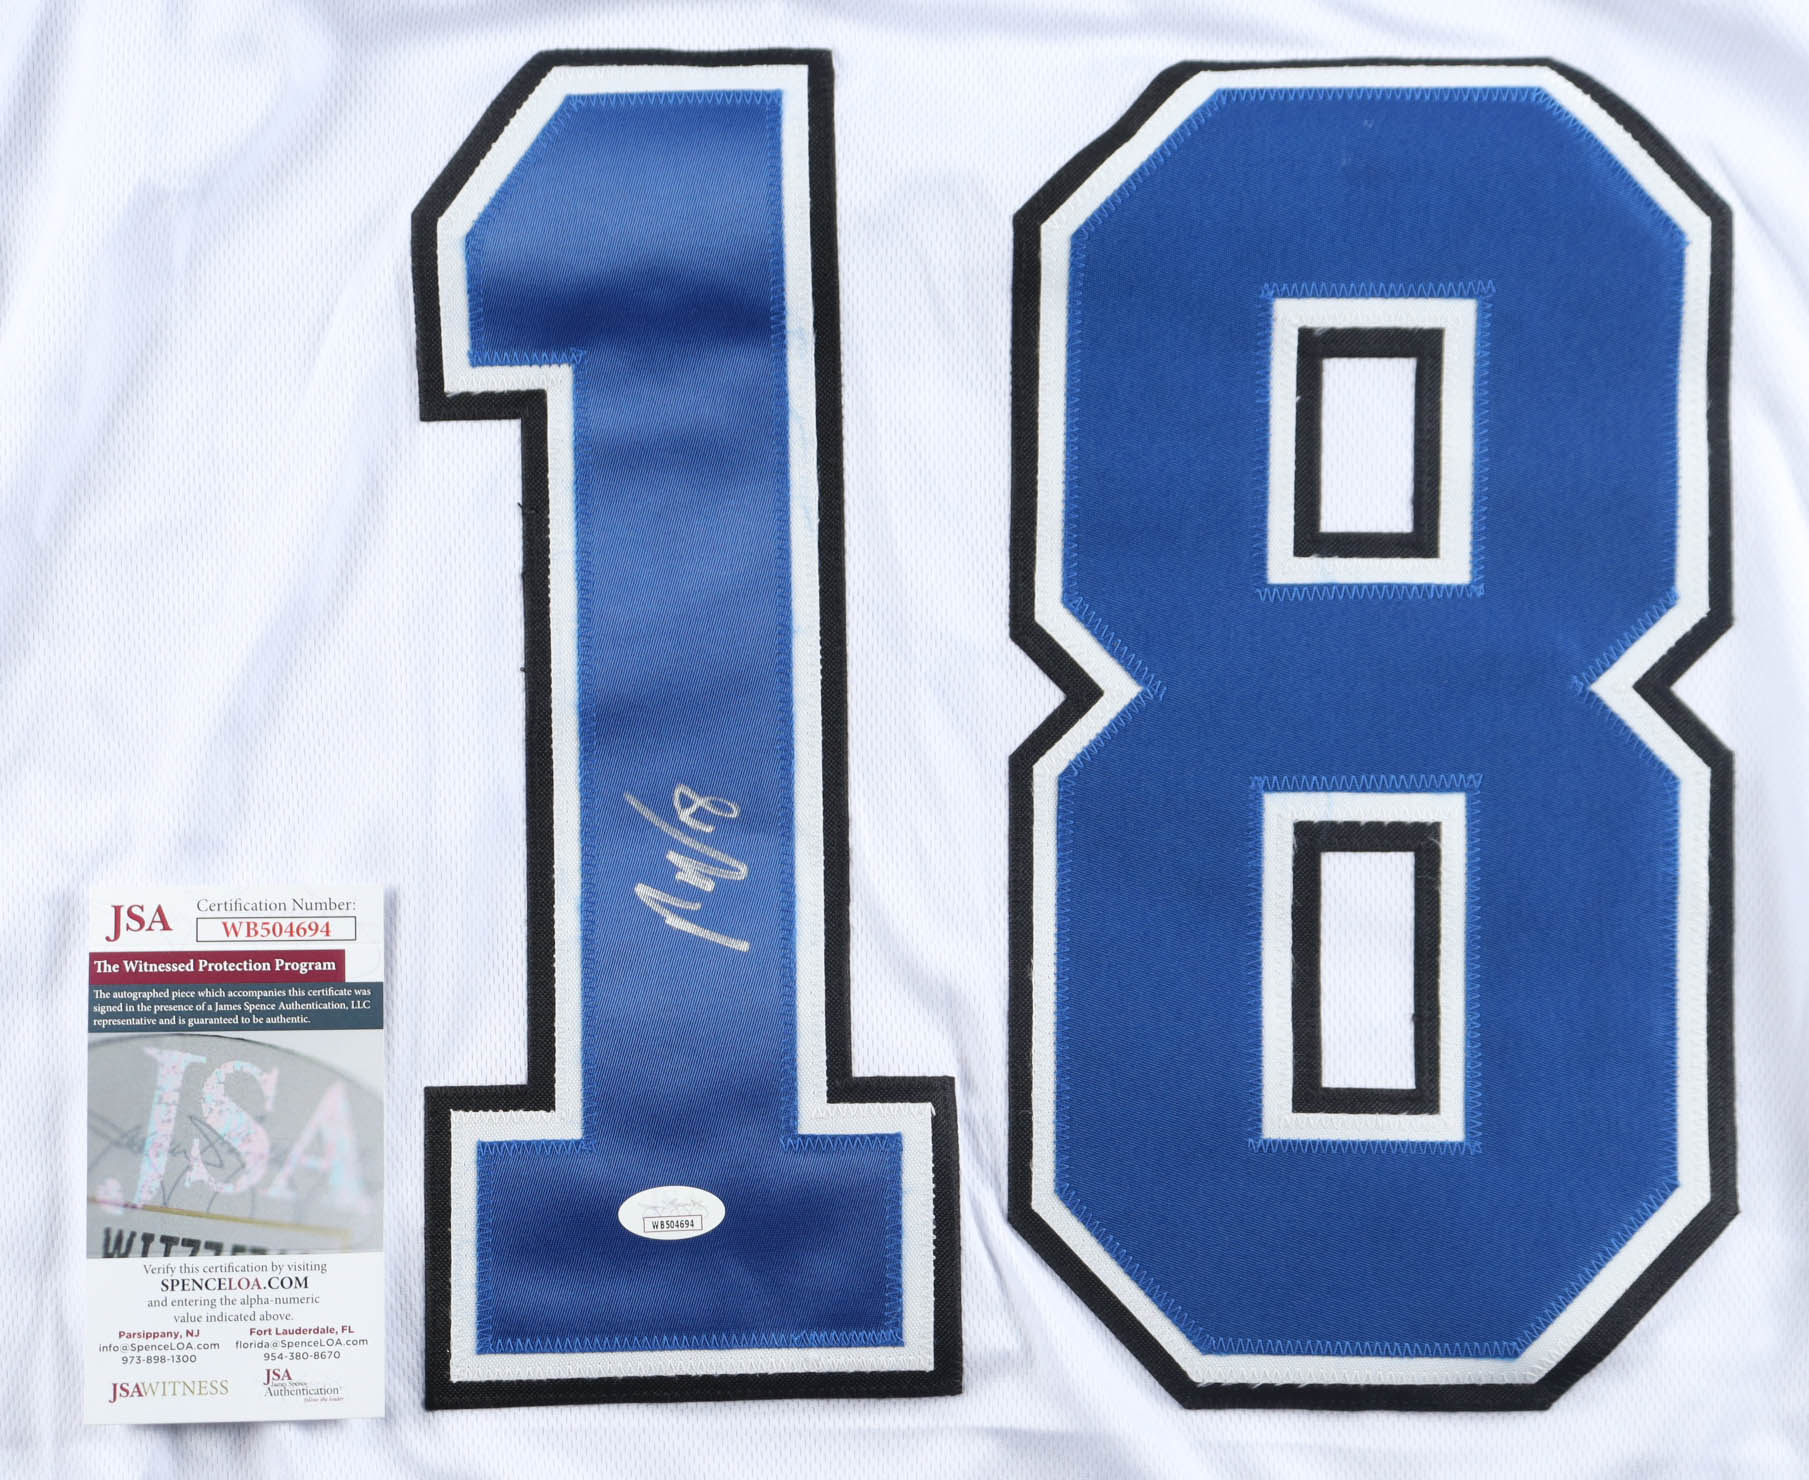 18
18
JSA
Certification Number:
WB504694
The Witnessed Protection Program
The autographed piece which accompanies this certificate was
signed in the presence of a James Spence Authentication, LLC
representative and is guaranteed to be authentic.
JSA
Verify this certification by visiting
SPENCELOA.COM
and entering the alpha-numeric
value indicated above.
Parsippany, NJ
info@SpenceLOA.com
973-898-1300
Fort Lauderdale, FL
florida@SpenceLOA.com
954-380-8670
JSAWITNESS
JSA
James Spence
Authentication
WB504694